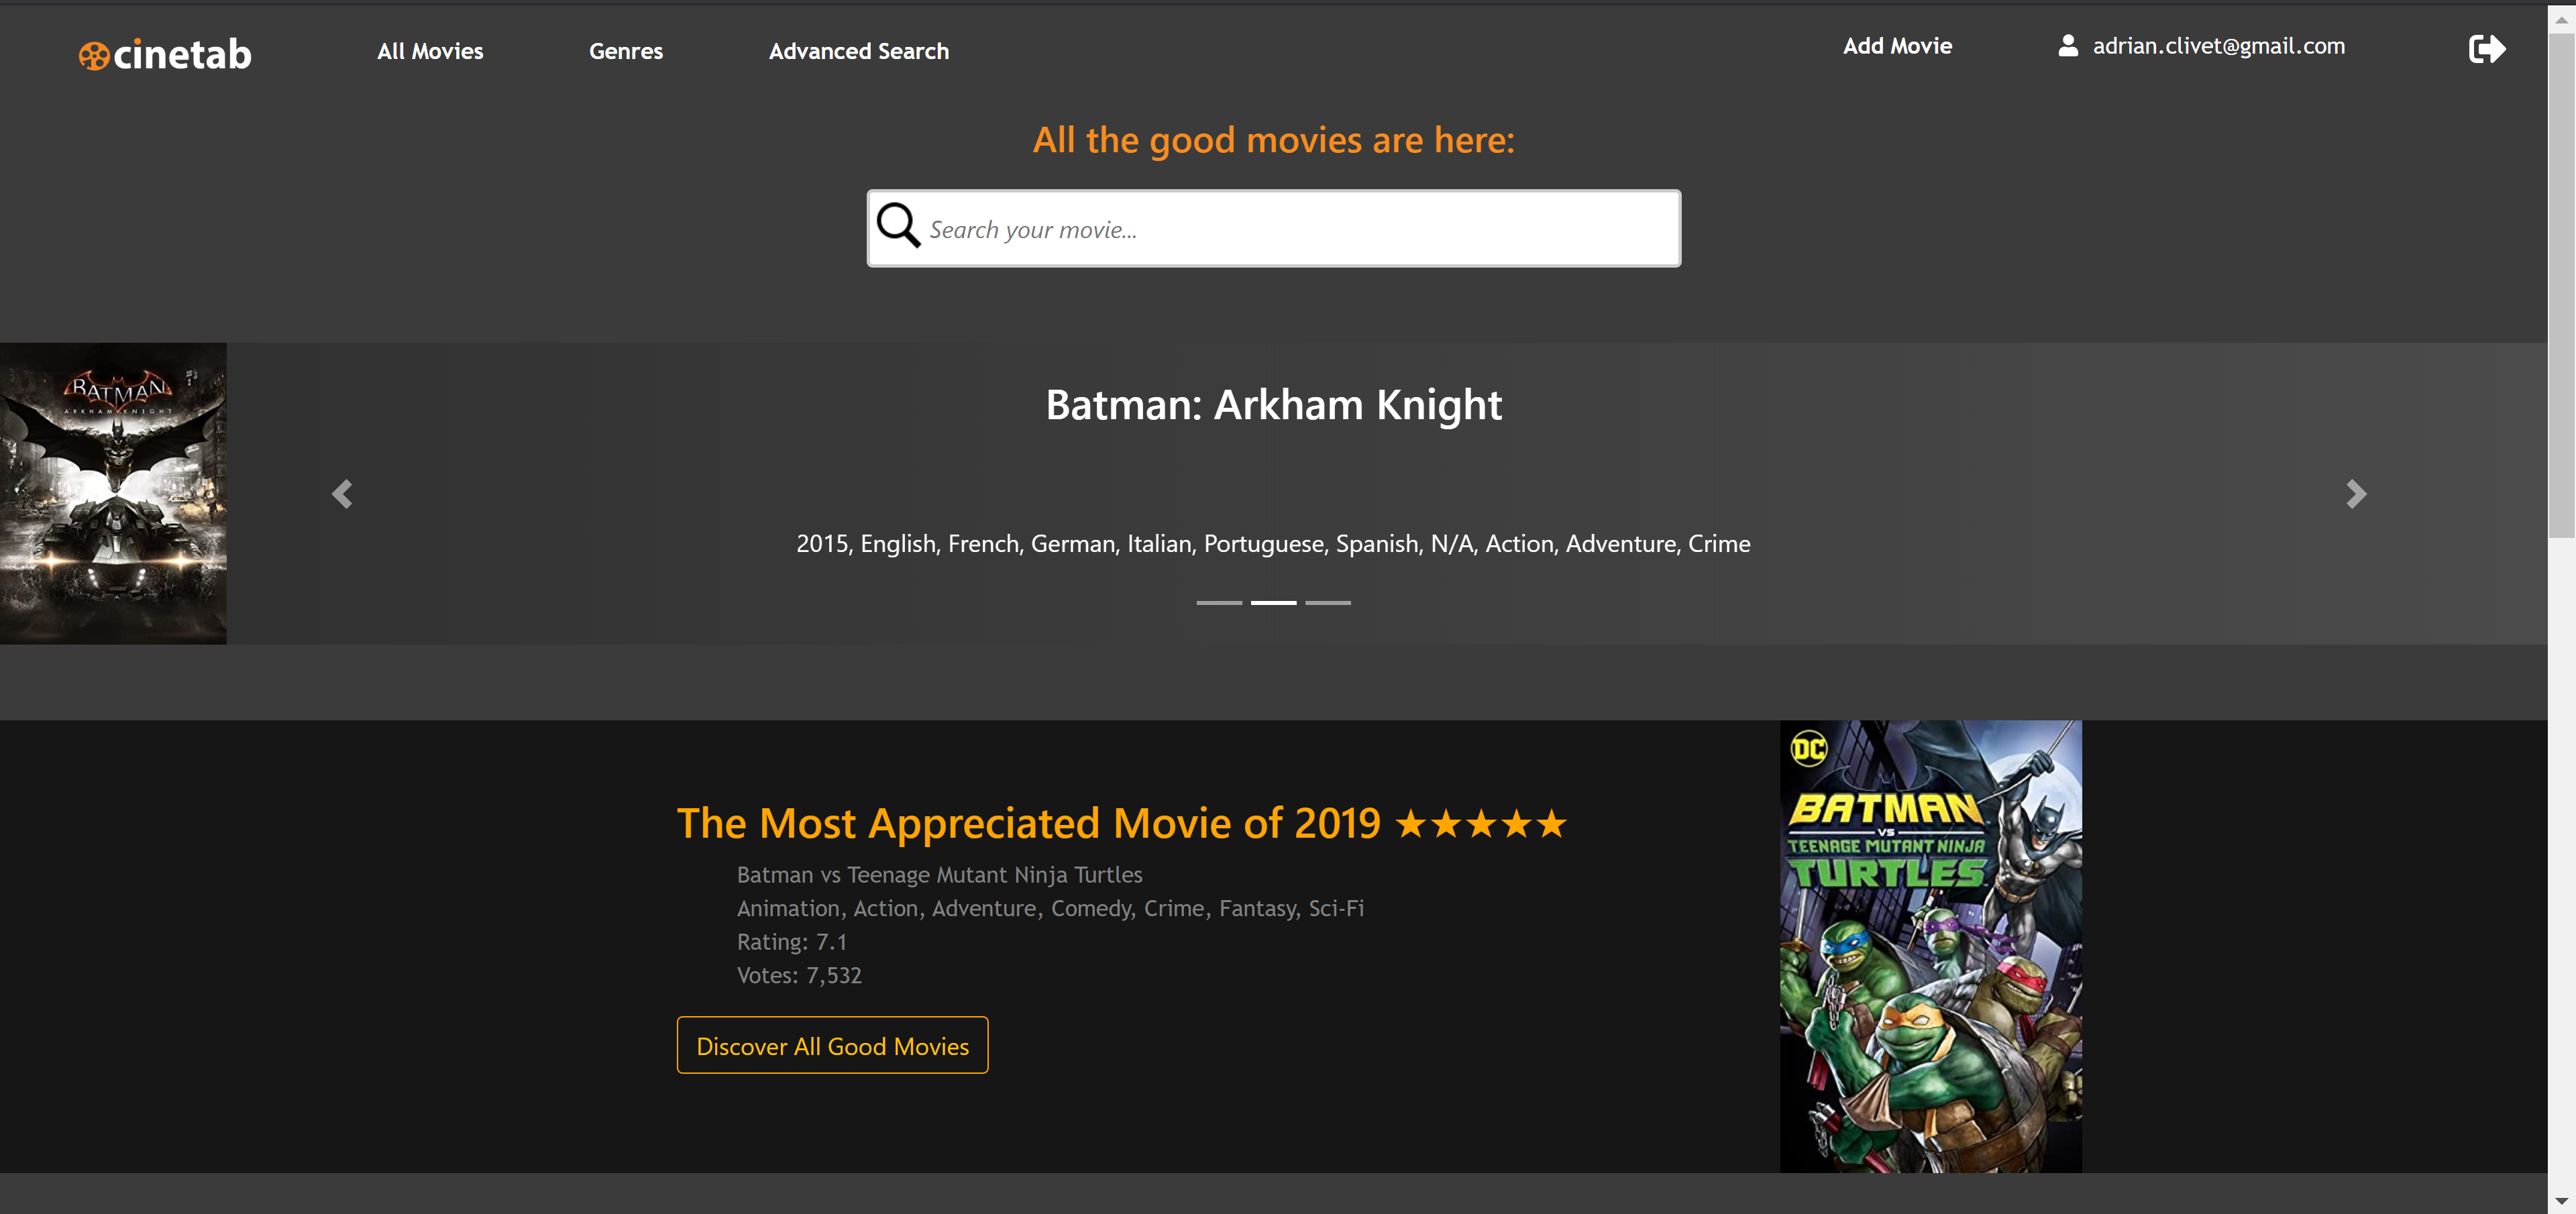 cinetab All Movies Genres Advanced Search Add Movie adrian.clivet@gmail.com
All the good movies are here:
Search your movie...
BATMAN
ARKHAM KNIGHT
Batman: Arkham Knight
2015, English, French, German, Italian, Portuguese, Spanish, N/A, Action, Adventure, Crime
The Most Appreciated Movie of 2019 ★★★★★
Batman vs Teenage Mutant Ninja Turtles
Animation, Action, Adventure, Comedy, Crime, Fantasy, Sci-Fi
Rating: 7.1
Votes: 7,532
Discover All Good Movies
DC
BATMAN
VS
TEENAGE MUTANT NINJA
TURTLES